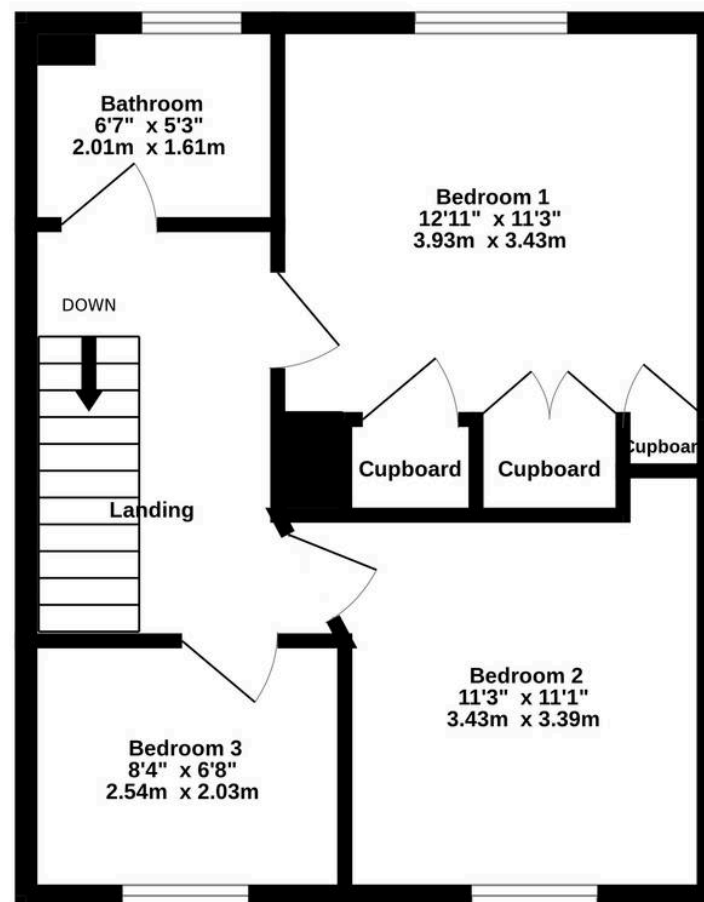 Bathroom
6'7" x 5'3"
2.01m x 1.61m
Bedroom 1
12'11" x 11'3"
3.93m x 3.43m
DOWN
Cupboard
Cupboard
Cupboar
Landing
Bedroom 2
11'3" x 11'1"
3.43m x 3.39m
Bedroom 3
8'4" x 6'8"
2.54m x 2.03m